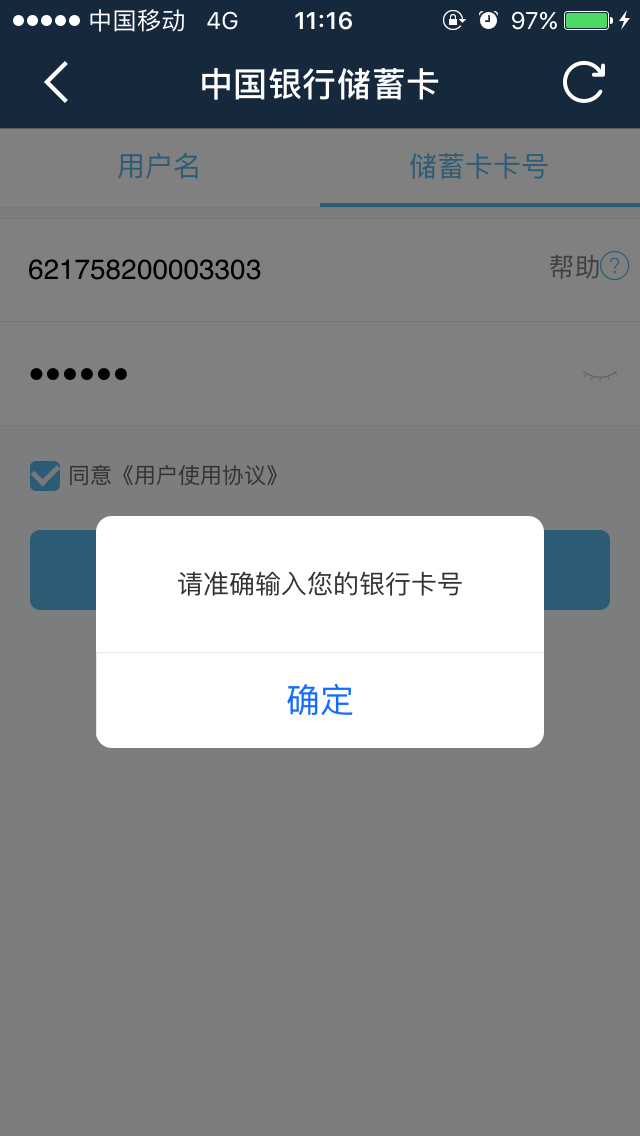 中国移动 4G 11:16 97%
中国银行储蓄卡
用户名 储蓄卡卡号
621758200003303 帮助?
••••••
同意《用户使用协议》
请准确输入您的银行卡号
确定